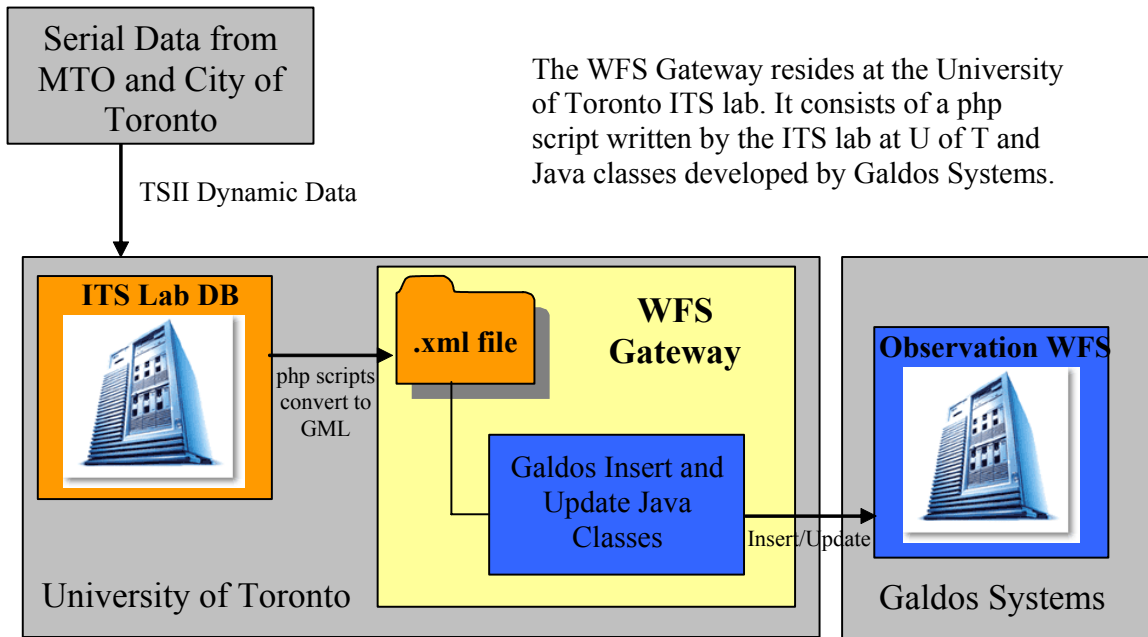 Serial Data from
MTO and City of
Toronto
The WFS Gateway resides at the University
of Toronto ITS lab. It consists of a php
script written by the ITS lab at U of T and
Java classes developed by Galdos Systems.
TSII Dynamic Data
ITS Lab DB
.xml file
WFS
Gateway
Observation WFS
php scripts
convert to
GML
Galdos Insert and
Update Java
Classes
Insert/Update
University of Toronto
Galdos Systems